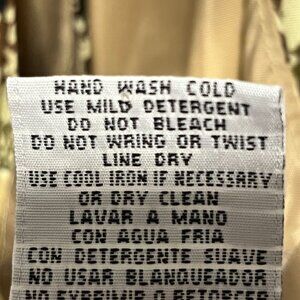 HAND WASH COLD
USE MILD DETERGENT
DO NOT BLEACH
DO NOT WRING OR TWIST
LINE DRY
USE COOL IRON IF NECESSARY
OR DRY CLEAN
LAVAR A MANO
CON AGUA FRIA
CON DETERGENTE SUAVE
NO USAR BLANQUEADOR
NO